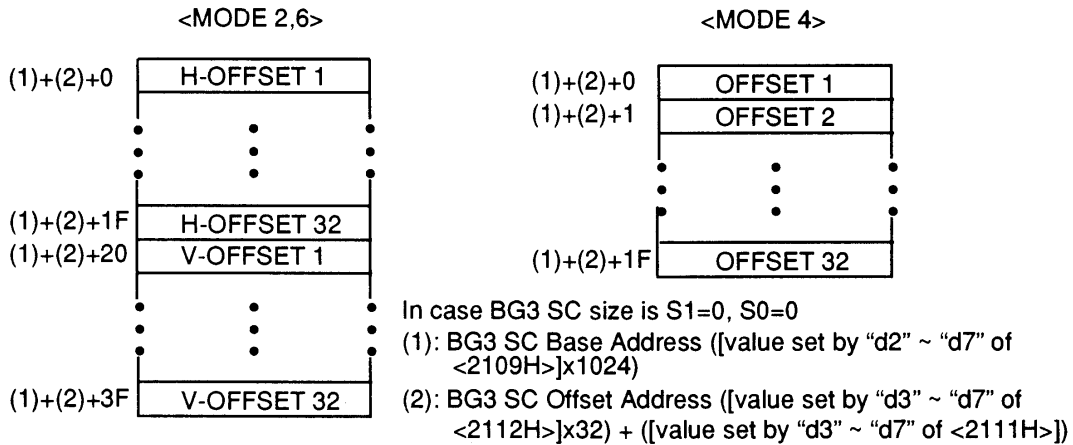 <MODE 2,6>
(1)+(2)+0 H-OFFSET 1
(1)+(2)+1F H-OFFSET 32
(1)+(2)+20 V-OFFSET 1
(1)+(2)+3F V-OFFSET 32
<MODE 4>
(1)+(2)+0 OFFSET 1
(1)+(2)+1 OFFSET 2
(1)+(2)+1F OFFSET 32
In case BG3 SC size is S1=0, S0=0
(1): BG3 SC Base Address ([value set by “d2” ~ “d7” of
<2109H>]x1024)
(2): BG3 SC Offset Address ([value set by “d3” ~ “d7” of
<2112H>]x32) + ([value set by “d3” ~ “d7” of <2111H>])